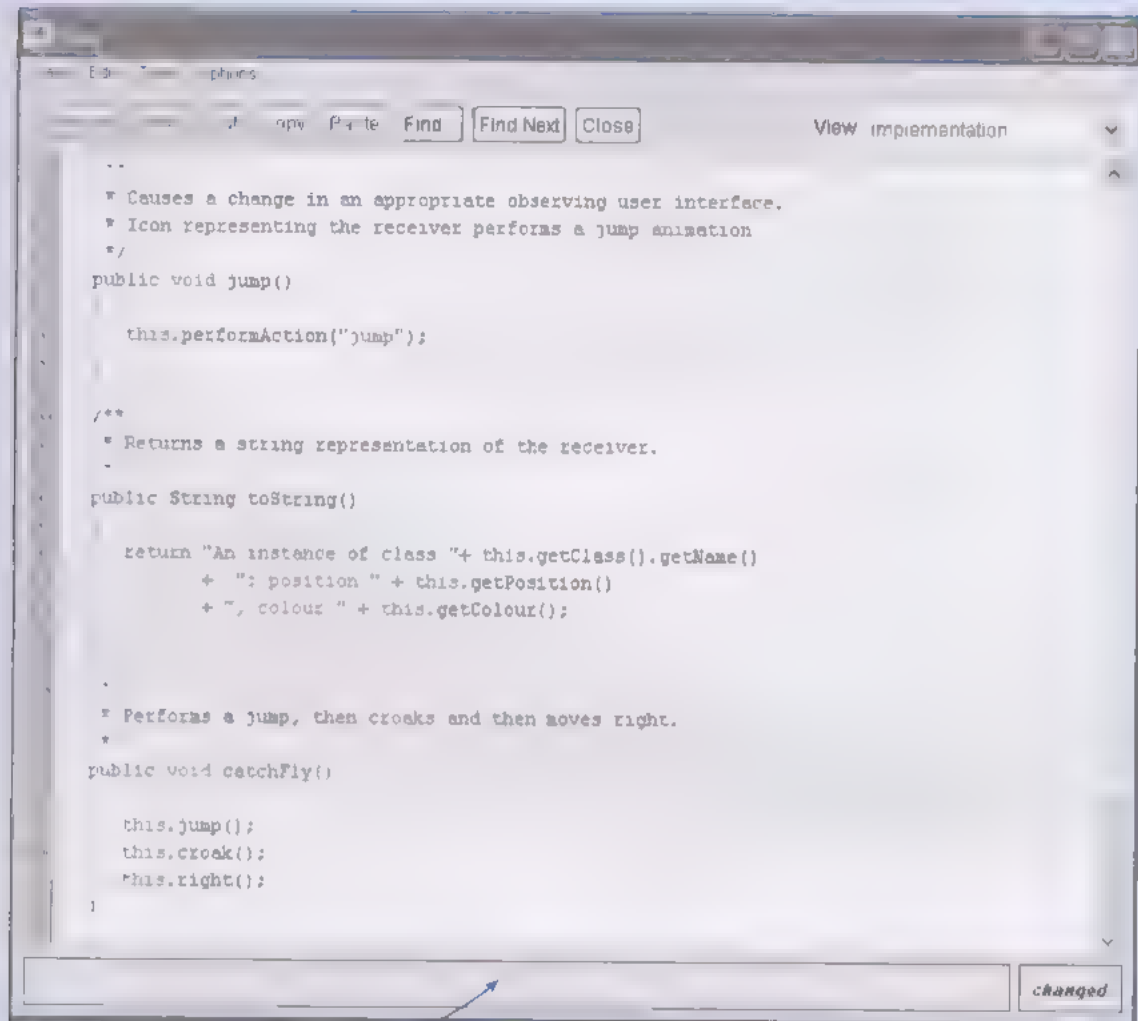 Find Find Next Close View Implementation
* Causes a change in an appropriate observing user interface.
* Icon representing the receiver performs a jump animation
*/
public void jump()
this.performAction("jump");
/**
* Returns a string representation of the receiver.
public String toString()
return "An instance of class "+ this.getClass().getName()
+ ": position " + this.getPosition()
+ ", colour " + this.getColour();
* Performs a jump, then croaks and then moves right.
*
public void catchFly()
this.jump();
this.croak();
this.right();
}
changed